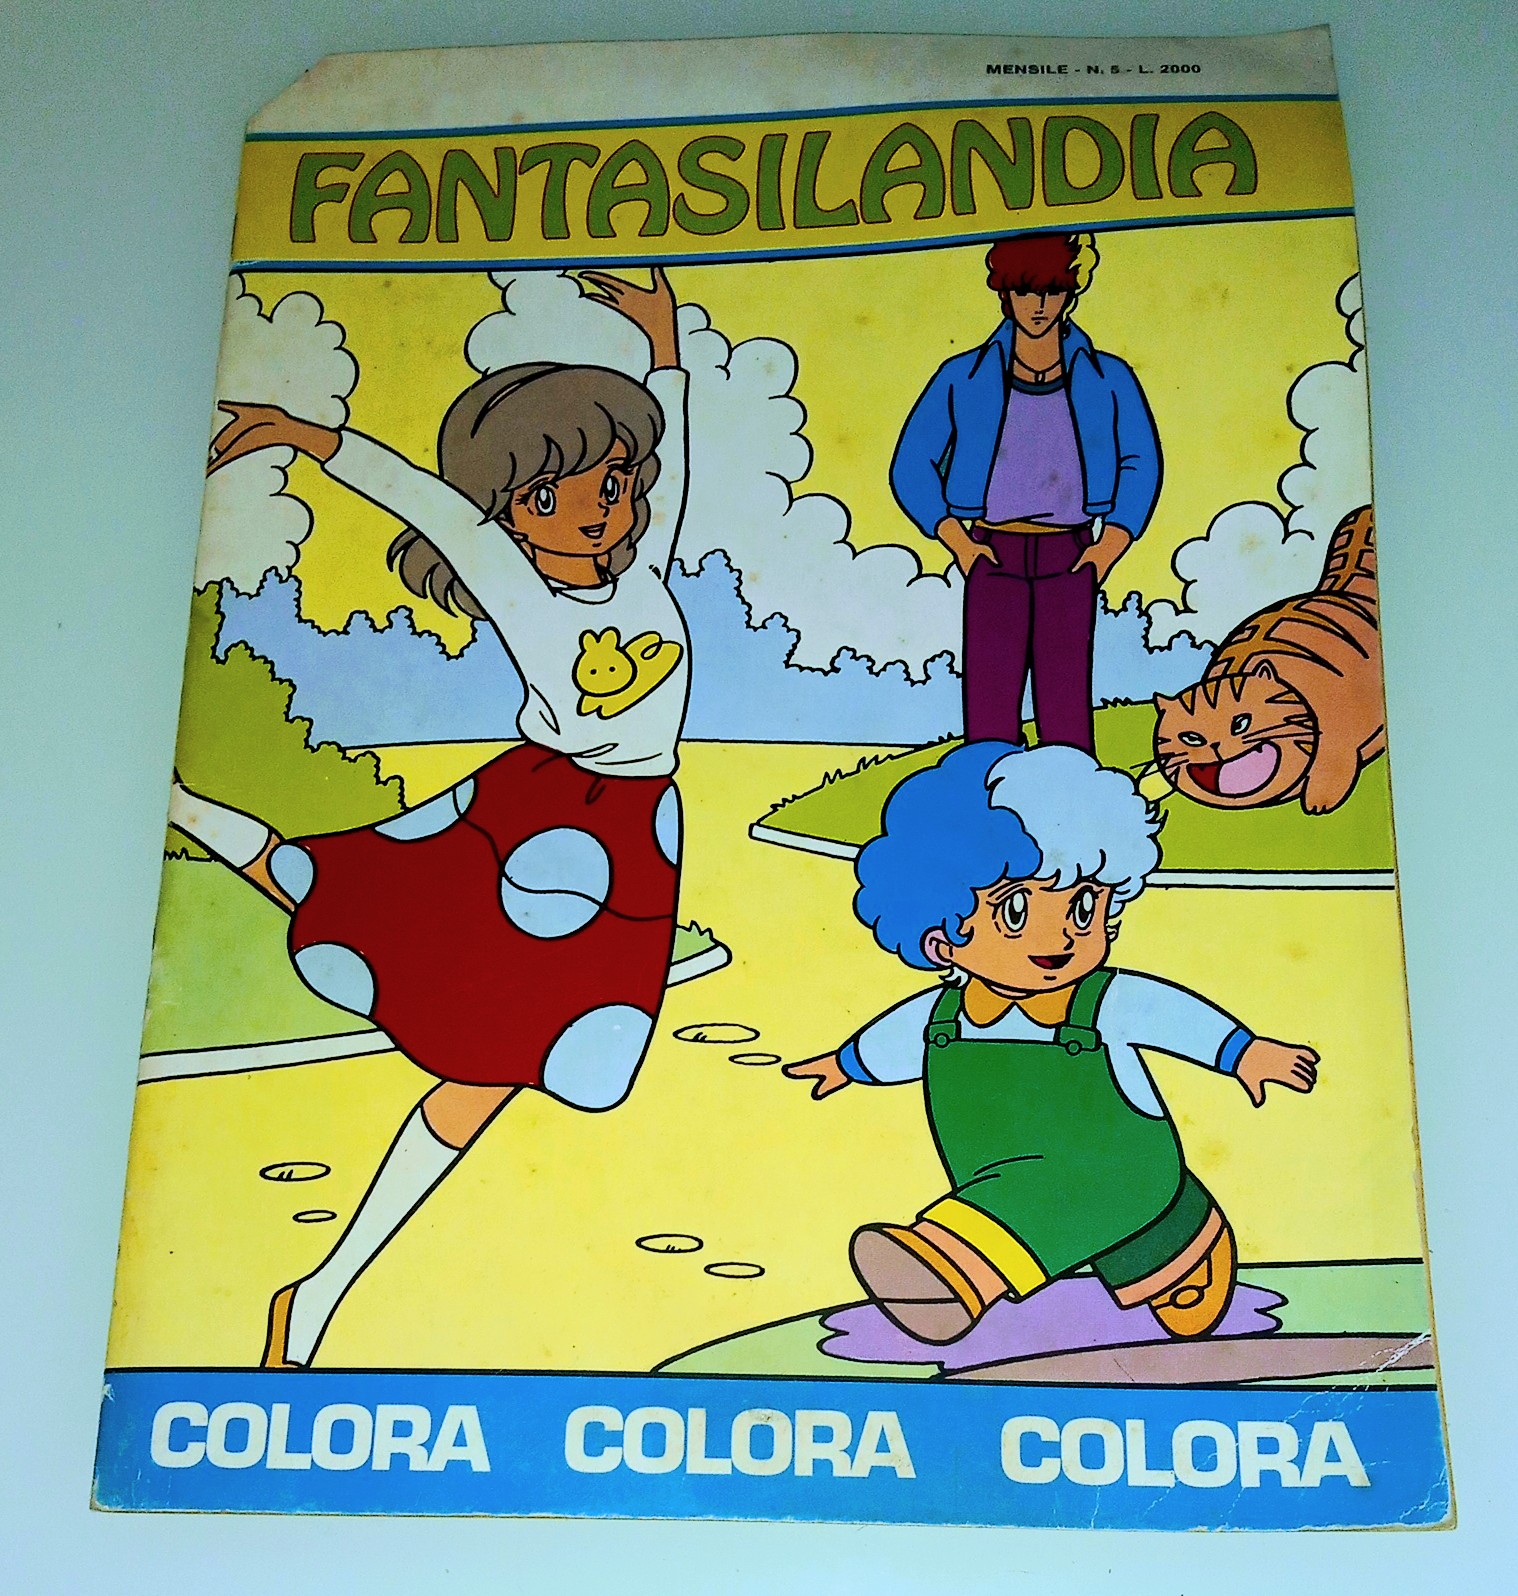 MENSILE - N. 5 - L. 2000
FANTASILANDIA
COLORA COLORA COLORA